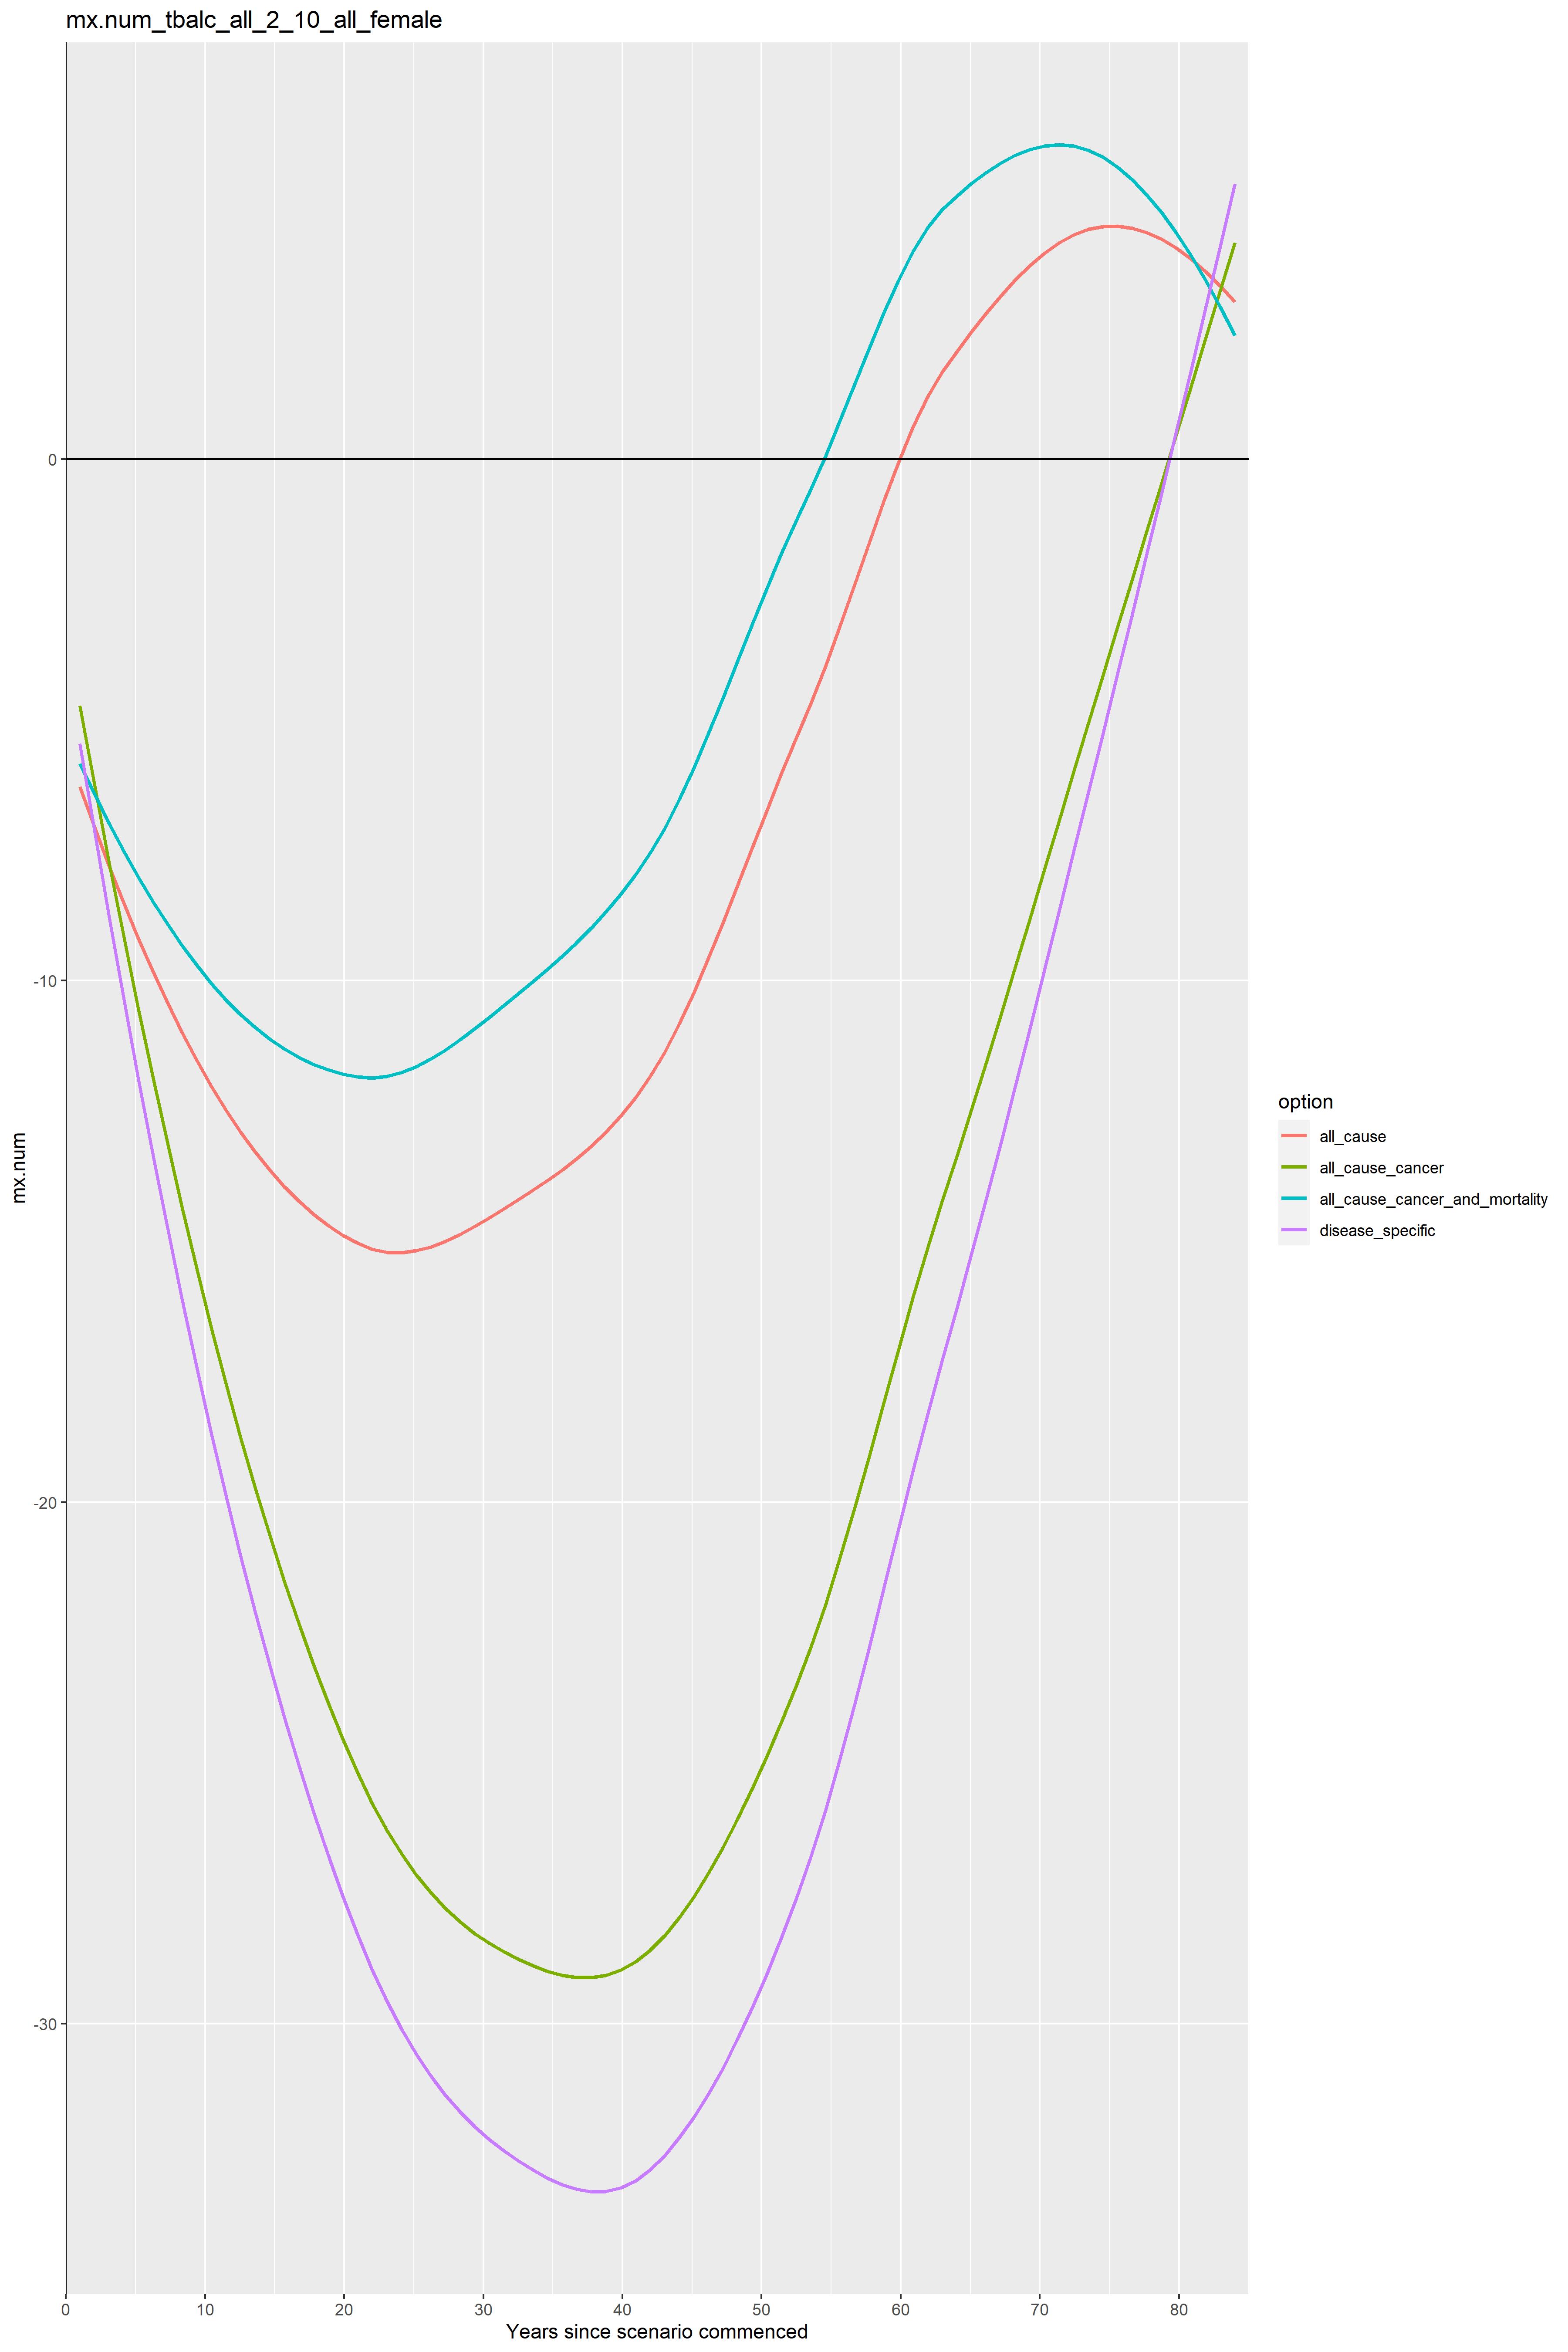 mx.num_tbalc_all_2_10_all_female
0
-10
-20
-30
mx.num
0 10 20 30 40 50 60 70 80
Years since scenario commenced
option
all_cause
all_cause_cancer
all_cause_cancer_and_mortality
disease_specific